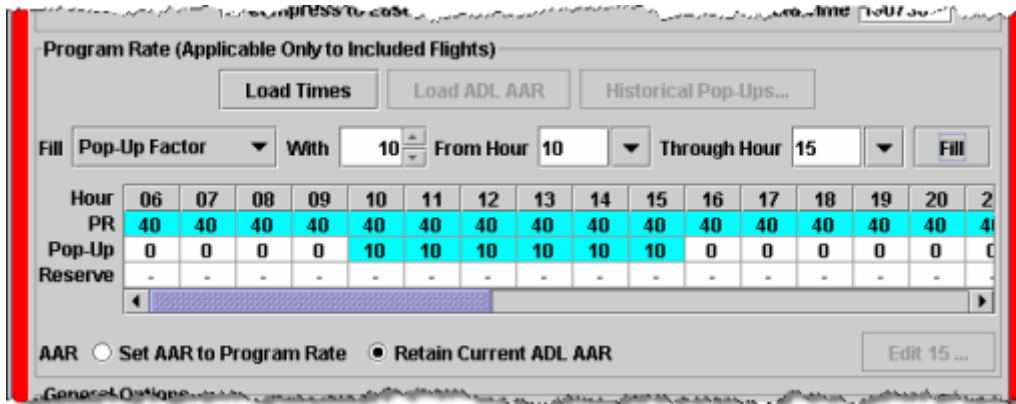 Program Rate (Applicable Only to Included Flights)
Load Times Load ADL AAR Historical Pop-Ups...
Fill Pop-Up Factor With 10 From Hour 10 Through Hour 15 Fill
Hour 06 07 08 09 10 11 12 13 14 15 16 17 18 19 20 2
PR 40 40 40 40 40 40 40 40 40 40 40 40 40 40 40 4
Pop-Up 0 0 0 0 10 10 10 10 10 10 0 0 0 0 0
Reserve - - - - - - - - - - - - - - - -
AAR Set AAR to Program Rate Retain Current ADL AAR Edit 15 ...
General Options